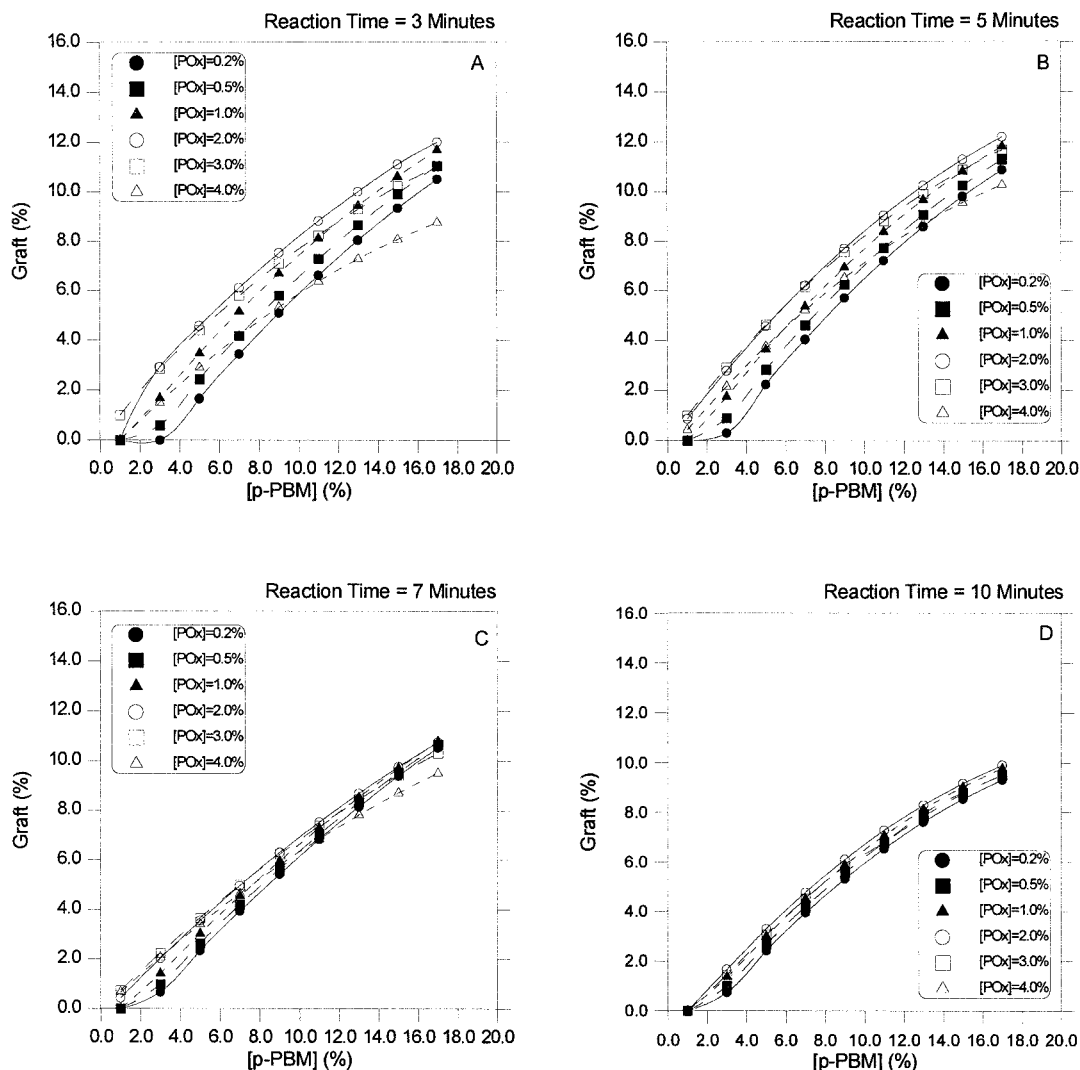 Reaction Time = 3 Minutes
A
16.0
14.0
12.0
10.0
8.0
6.0
4.0
2.0
0.0
Graft (%)
[POx]=0.2%
[POx]=0.5%
[POx]=1.0%
[POx]=2.0%
[POx]=3.0%
[POx]=4.0%
0.0 2.0 4.0 6.0 8.0 10.0 12.0 14.0 16.0 18.0 20.0
[p-PBM] (%)
Reaction Time = 5 Minutes
B
16.0
14.0
12.0
10.0
8.0
6.0
4.0
2.0
0.0
Graft (%)
[POx]=0.2%
[POx]=0.5%
[POx]=1.0%
[POx]=2.0%
[POx]=3.0%
[POx]=4.0%
0.0 2.0 4.0 6.0 8.0 10.0 12.0 14.0 16.0 18.0 20.0
[p-PBM] (%)
Reaction Time = 7 Minutes
C
16.0
14.0
12.0
10.0
8.0
6.0
4.0
2.0
0.0
Graft (%)
[POx]=0.2%
[POx]=0.5%
[POx]=1.0%
[POx]=2.0%
[POx]=3.0%
[POx]=4.0%
0.0 2.0 4.0 6.0 8.0 10.0 12.0 14.0 16.0 18.0 20.0
[p-PBM] (%)
Reaction Time = 10 Minutes
D
16.0
14.0
12.0
10.0
8.0
6.0
4.0
2.0
0.0
Graft (%)
[POx]=0.2%
[POx]=0.5%
[POx]=1.0%
[POx]=2.0%
[POx]=3.0%
[POx]=4.0%
0.0 2.0 4.0 6.0 8.0 10.0 12.0 14.0 16.0 18.0 20.0
[p-PBM] (%)